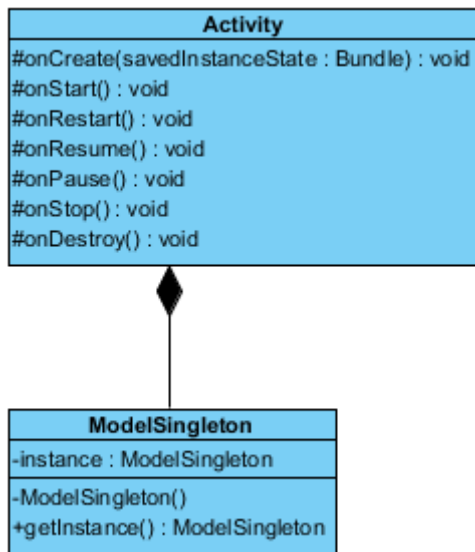 Activity
#onCreate(savedInstanceState : Bundle) : void
#onStart() : void
#onRestart() : void
#onResume() : void
#onPause() : void
#onStop() : void
#onDestroy() : void
ModelSingleton
-instance : ModelSingleton
-ModelSingleton()
+getInstance() : ModelSingleton